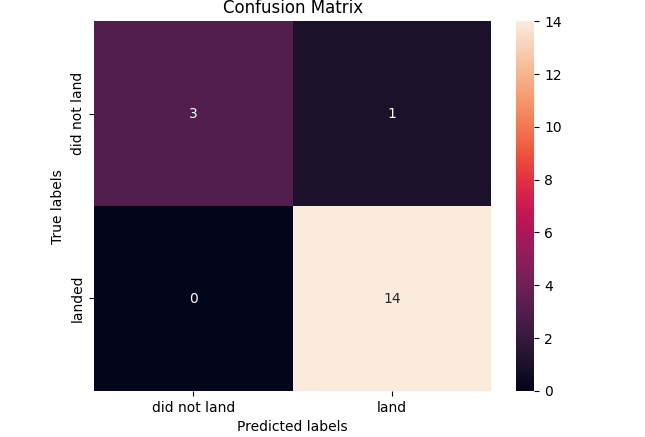 Confusion Matrix
True labels
did not land
landed
3
1
0
14
did not land
land
Predicted labels
14
12
10
8
6
4
2
0